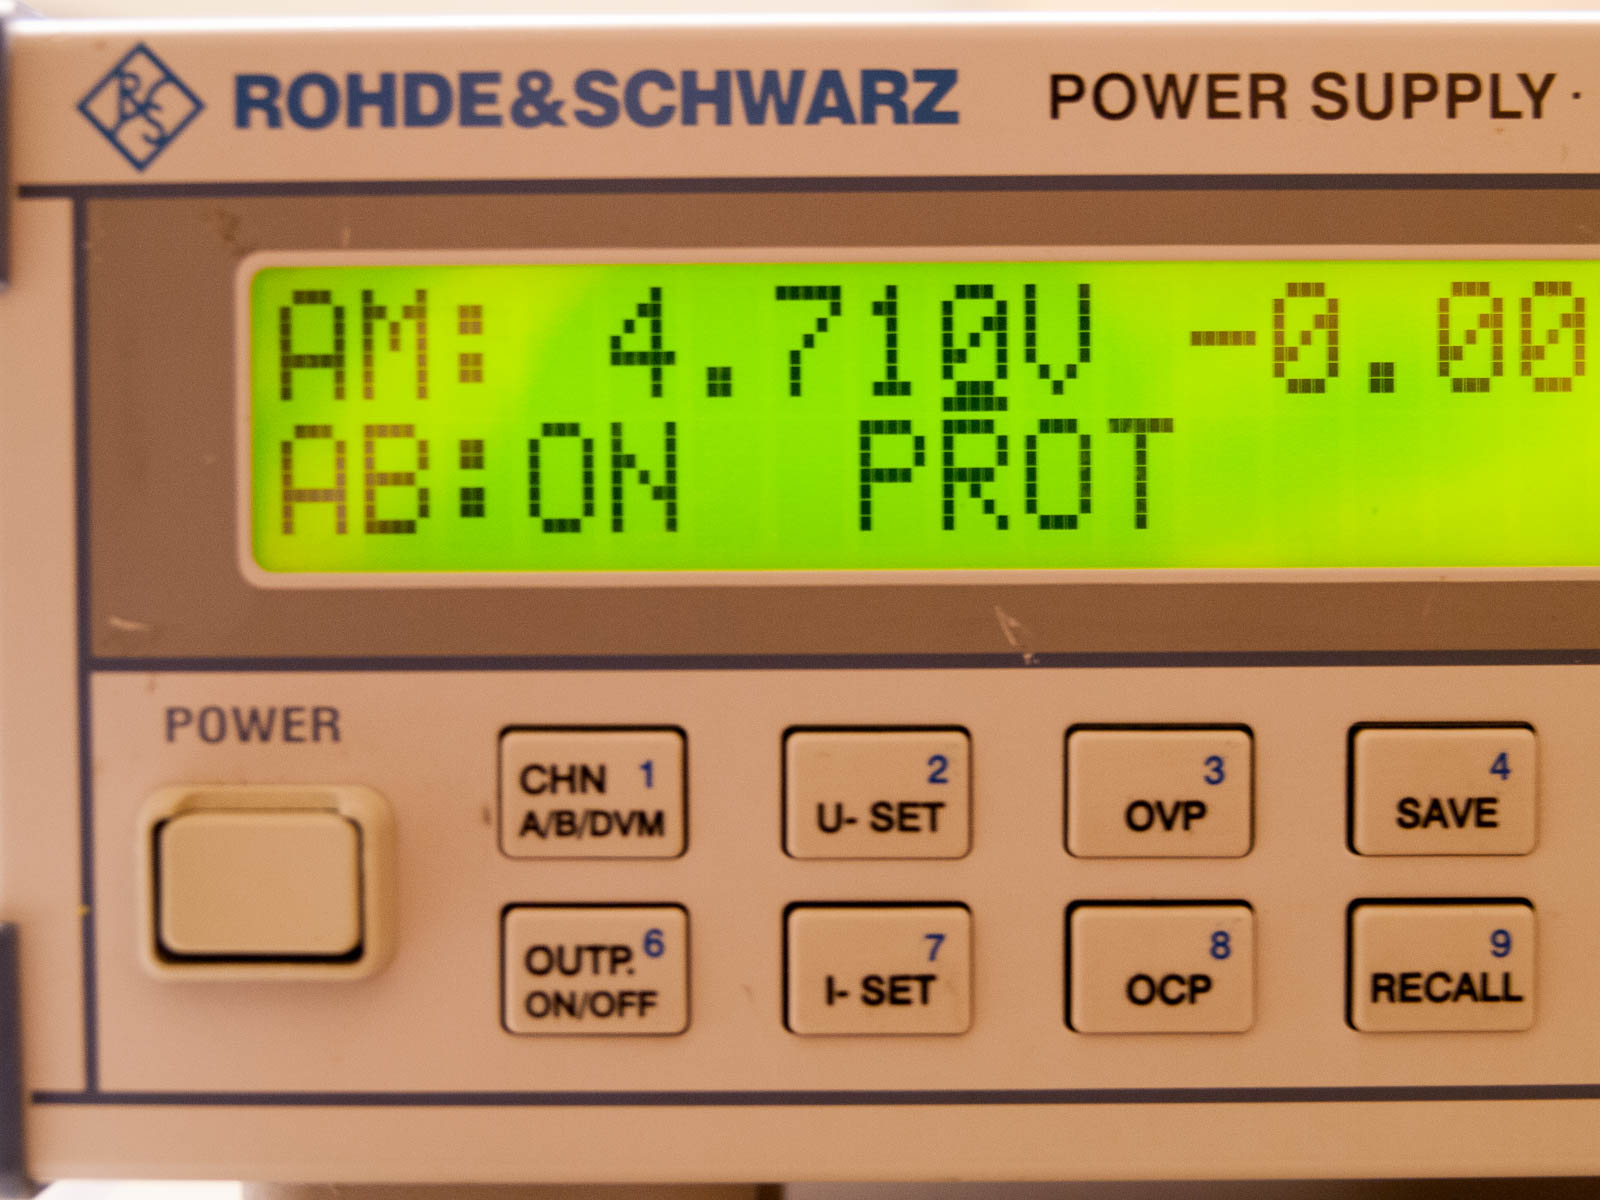 R&S ROHDE&SCHWARZ POWER SUPPLY ·
AM: 4.710V -0.00
AB:ON PROT
POWER
CHN 1
A/B/DVM
2
U- SET
3
OVP
4
SAVE
OUTP. 6
ON/OFF
7
I- SET
8
OCP
9
RECALL